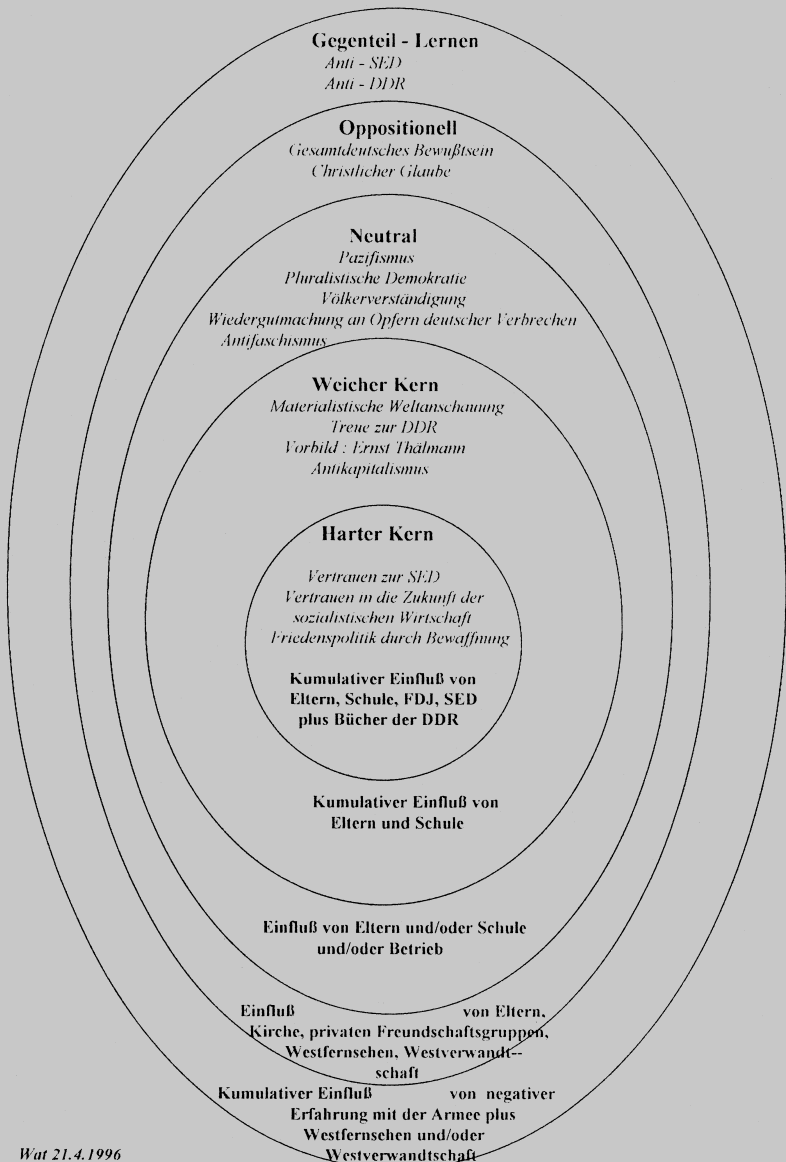 Gegenteil - Lernen
Anti - SED
Anti - DDR
Oppositionell
Gesamtdeutsches Bewußtsein
Christlicher Glaube
Neutral
Pazifismus
Pluralistische Demokratie
Völkerverständigung
Wiedergutmachung an Opfern deutscher Verbrechen
Antifaschismus
Weicher Kern
Materialistische Weltanschauung
Treue zur DDR
Vorbild : Ernst Thälmann
Antikapitalismus
Harter Kern
Vertrauen zur SED
Vertrauen in die Zukunft der
sozialistischen Wirtschaft
Friedenspolitik durch Bewaffnung
Kumulativer Einfluß von
Eltern, Schule, FDJ, SED
plus Bücher der DDR
Kumulativer Einfluß von
Eltern und Schule
Einfluß von Eltern und/oder Schule
und/oder Betrieb
Einfluß von Eltern,
Kirche, privaten Freundschaftsgruppen,
Westfernsehen, Westverwandt--
schaft
Kumulativer Einfluß von negativer
Erfahrung mit der Armee plus
Westfernsehen und/oder
Westverwandtschaft
Wat 21.4.1996